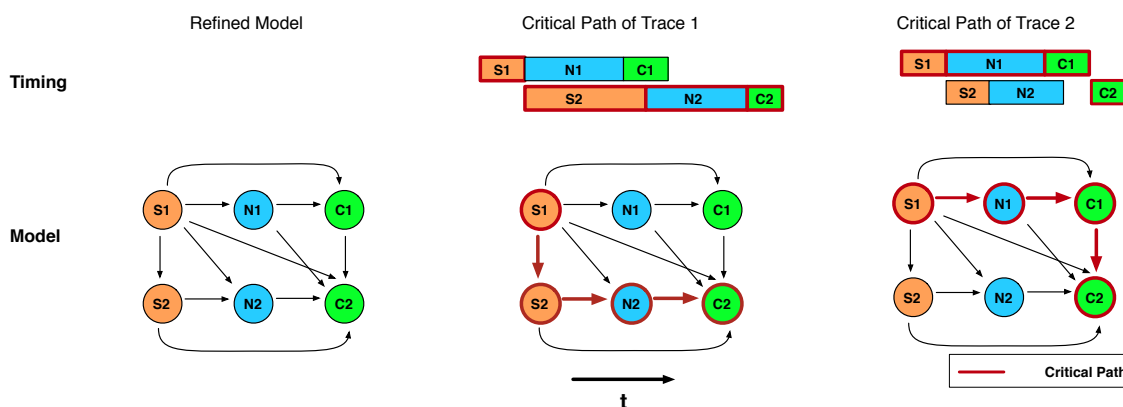 Refined Model
Critical Path of Trace 1
Critical Path of Trace 2
Timing
S1 N1 C1
S2 N2 C2
S1 N1 C1
S2 N2 C2
Model
S1 N1 C1
S2 N2 C2
S1 N1 C1
S2 N2 C2
S1 N1 C1
S2 N2 C2
t
Critical Path